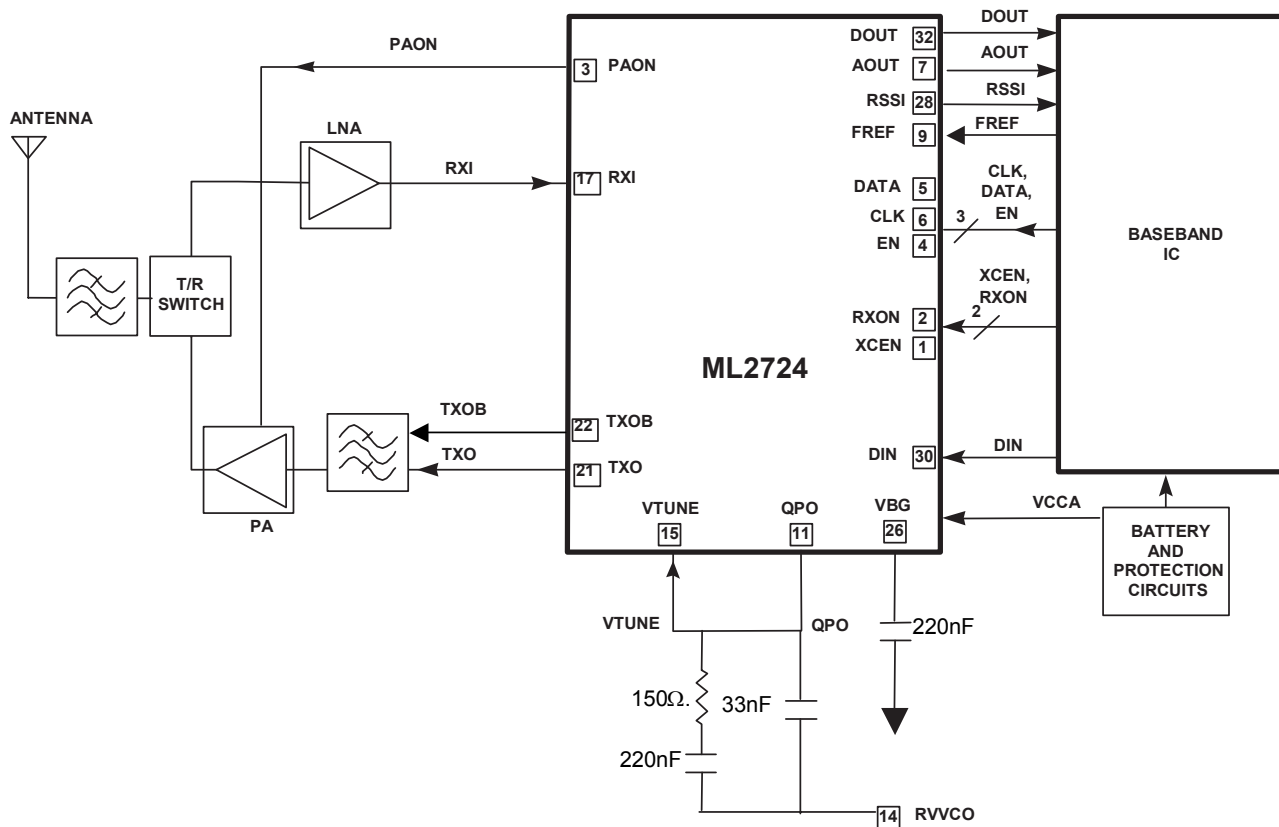 DOUT
DOUT
32
PAON
AOUT
AOUT
7
3
PAON
RSSI
RSSI
28
ANTENNA
LNA
FREF
FREF
9
RXI
17
RXI
CLK,
DATA,
EN
DATA
5
CLK
6
3
EN
4
BASEBAND
IC
T/R
SWITCH
XCEN,
RXON
RXON
2
2
XCEN
1
ML2724
TXOB
22
TXOB
TXO
21
TXO
DIN
30
DIN
PA
VTUNE
QPO
VBG
15
11
26
VCCA
BATTERY
AND
PROTECTION
CIRCUITS
VTUNE
QPO
220nF
150Ω.
33nF
220nF
14
RVVCO